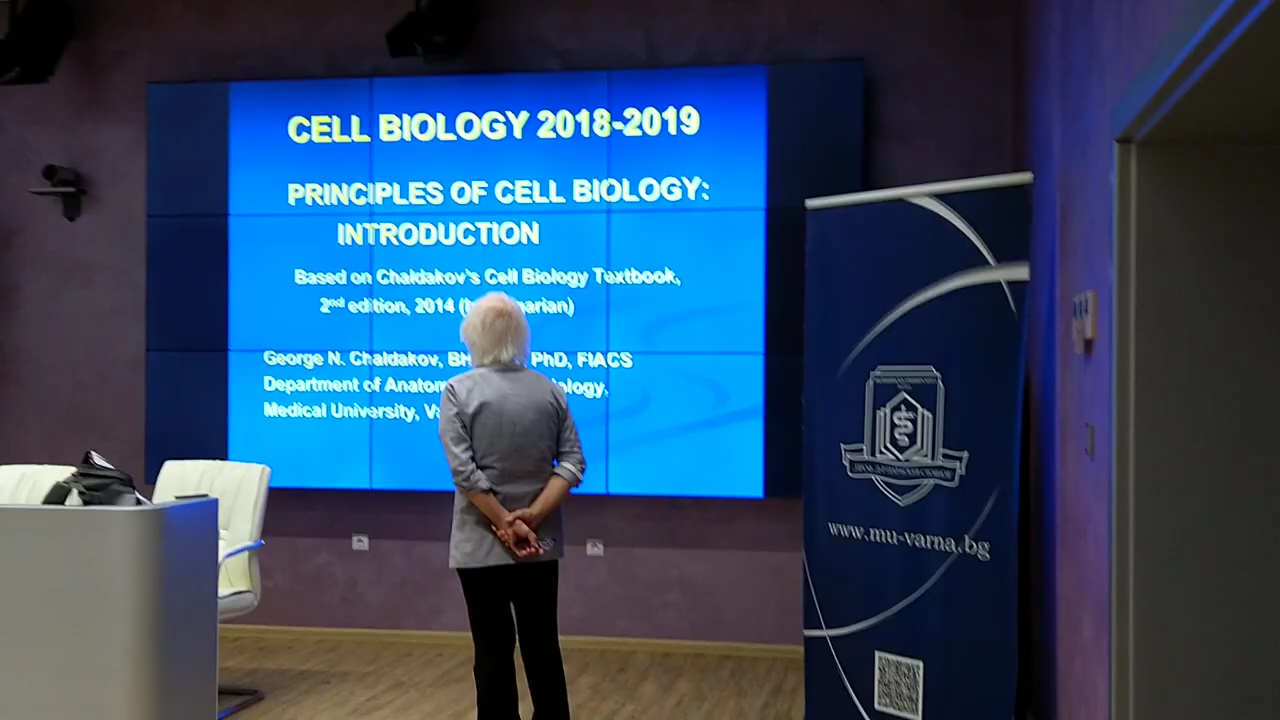 CELL BIOLOGY 2018-2019
PRINCIPLES OF CELL BIOLOGY:
INTRODUCTION
Based on Chaldakov's Cell Biology Textbook,
2nd edition, 2014
George N. Chaldakov, PhD, FIACS
Department of
Medical University,
www.mu-varna.bg